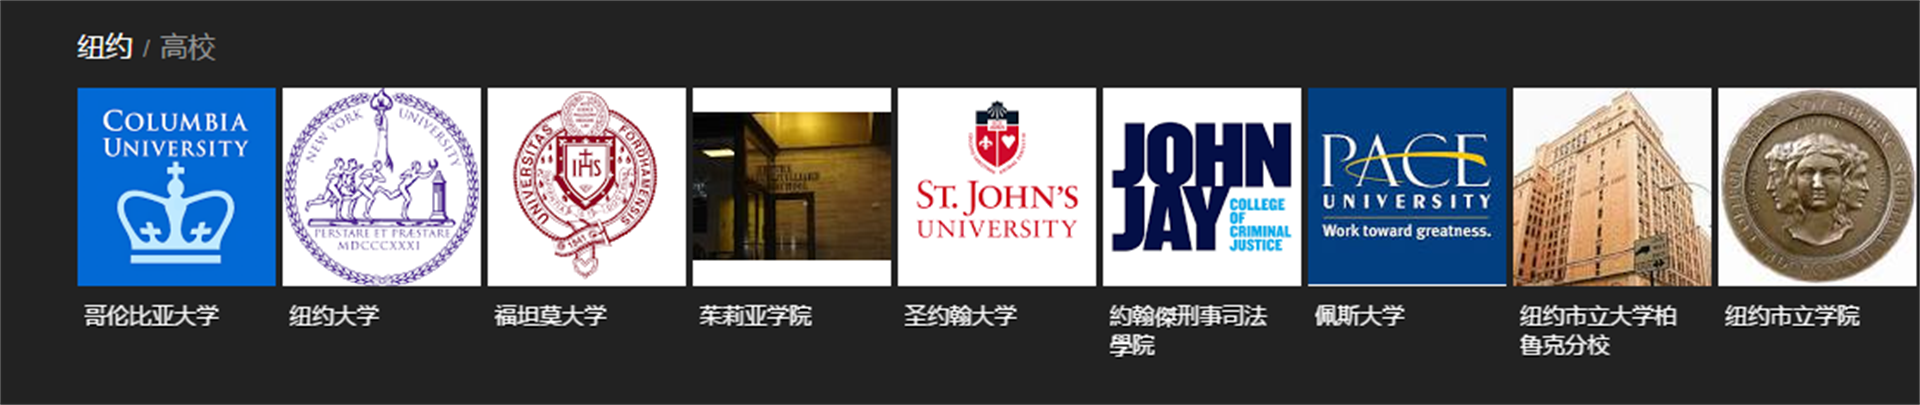 纽约 / 高校
COLUMBIA
UNIVERSITY
NEW YORK UNIVERSITY
PERSTARE ET PRÆSTARE
MDCCCXXXI
UNIVERSITAS FORDHAMENSIS
IHS
1841
SCHOOL
ST. JOHN'S
UNIVERSITY
JOHN
JAY
COLLEGE
OF
CRIMINAL
JUSTICE
PACE
UNIVERSITY
Work toward greatness.
哥伦比亚大学
纽约大学
福坦莫大学
茱莉亚学院
圣约翰大学
約翰傑刑事司法
學院
佩斯大学
纽约市立大学柏
鲁克分校
纽约市立学院